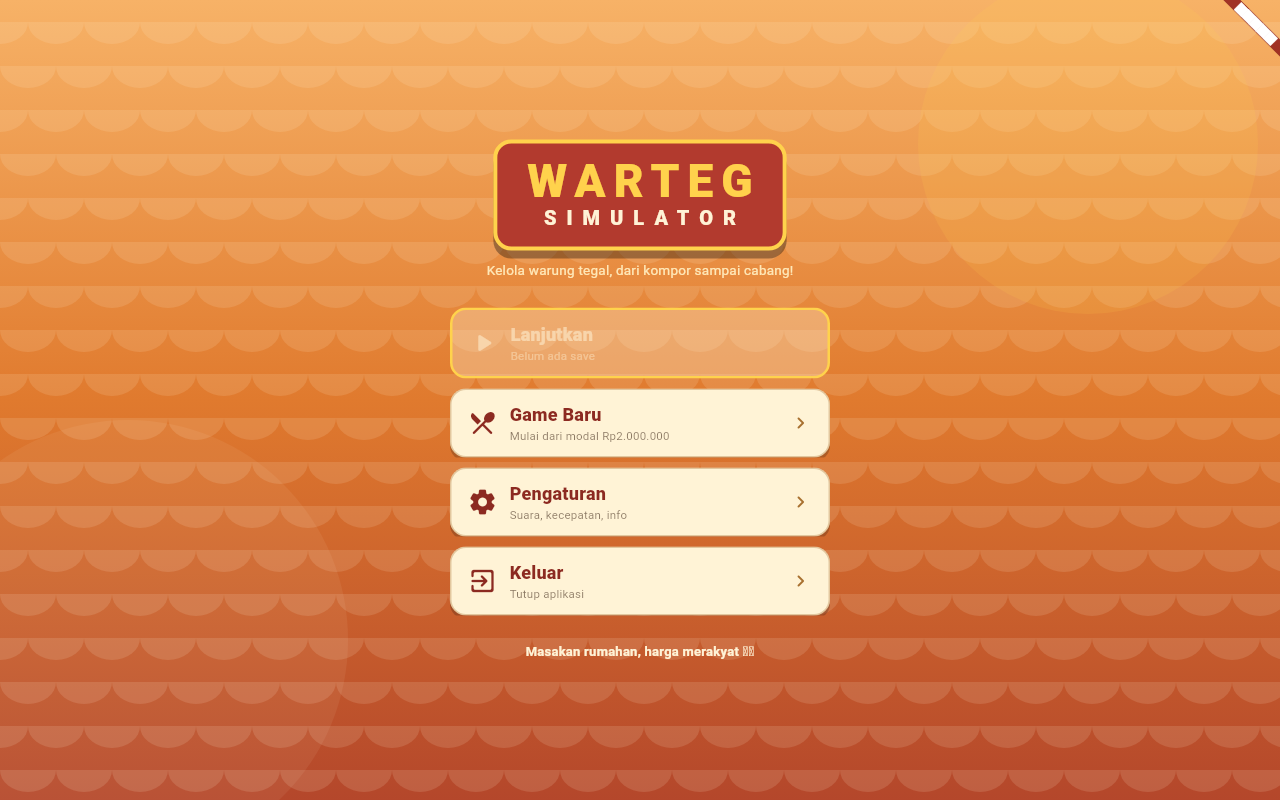 WARTEG
SIMULATOR
Kelola warung tegal, dari kompor sampai cabang!
Lanjutkan
Belum ada save
Game Baru
Mulai dari modal Rp2.000.000
Pengaturan
Suara, kecepatan, info
Keluar
Tutup aplikasi
Masakan rumahan, harga merakyat